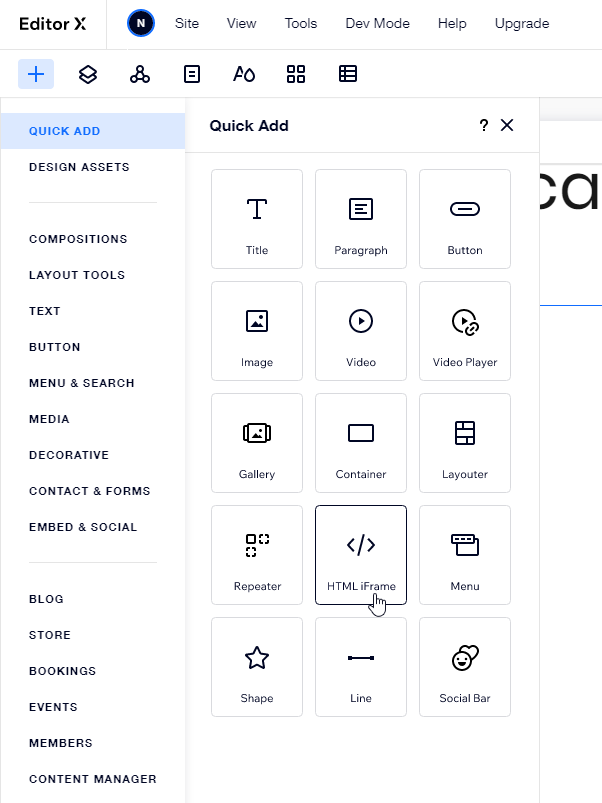 Editor X N Site View Tools Dev Mode Help Upgrade
QUICK ADD
DESIGN ASSETS
COMPOSITIONS
LAYOUT TOOLS
TEXT
BUTTON
MENU & SEARCH
MEDIA
DECORATIVE
CONTACT & FORMS
EMBED & SOCIAL
BLOG
STORE
BOOKINGS
EVENTS
MEMBERS
CONTENT MANAGER
Quick Add ?
Title Paragraph Button
Image Video Video Player
Gallery Container Layouter
Repeater HTML iFrame Menu
Shape Line Social Bar
ca